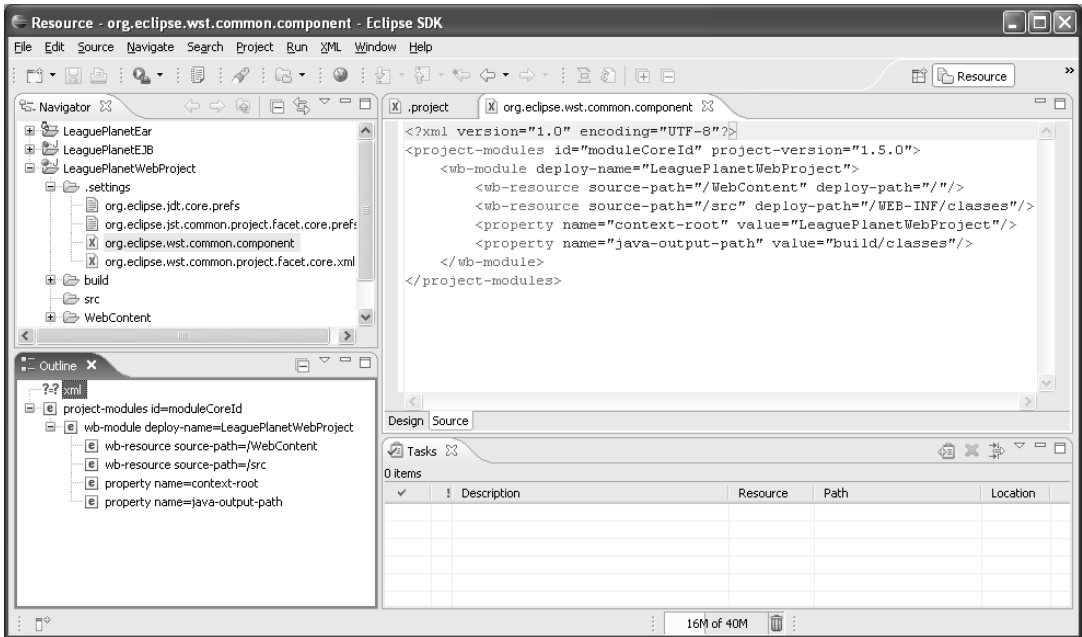 Resource - org.eclipse.wst.common.component - Eclipse SDK
File Edit Source Navigate Search Project Run XML Window Help
Resource
»
Navigator
LeaguePlanetEar
LeaguePlanetEJB
LeaguePlanetWebProject
.settings
org.eclipse.jdt.core.prefs
org.eclipse.jst.common.project.facet.core.prefs
org.eclipse.wst.common.component
org.eclipse.wst.common.project.facet.core.xml
build
src
WebContent
.project org.eclipse.wst.common.component
<?xml version="1.0" encoding="UTF-8"?>
<project-modules id="moduleCoreId" project-version="1.5.0">
<wb-module deploy-name="LeaguePlanetWebProject">
<wb-resource source-path="/WebContent" deploy-path="/"/>
<wb-resource source-path="/src" deploy-path="/WEB-INF/classes"/>
<property name="context-root" value="LeaguePlanetWebProject"/>
<property name="java-output-path" value="build/classes"/>
</wb-module>
</project-modules>
Design Source
Outline
?=? xml
project-modules id=moduleCoreId
wb-module deploy-name=LeaguePlanetWebProject
wb-resource source-path=/WebContent
wb-resource source-path=/src
property name=context-root
property name=java-output-path
Tasks
0 items
! Description Resource Path Location
16M of 40M